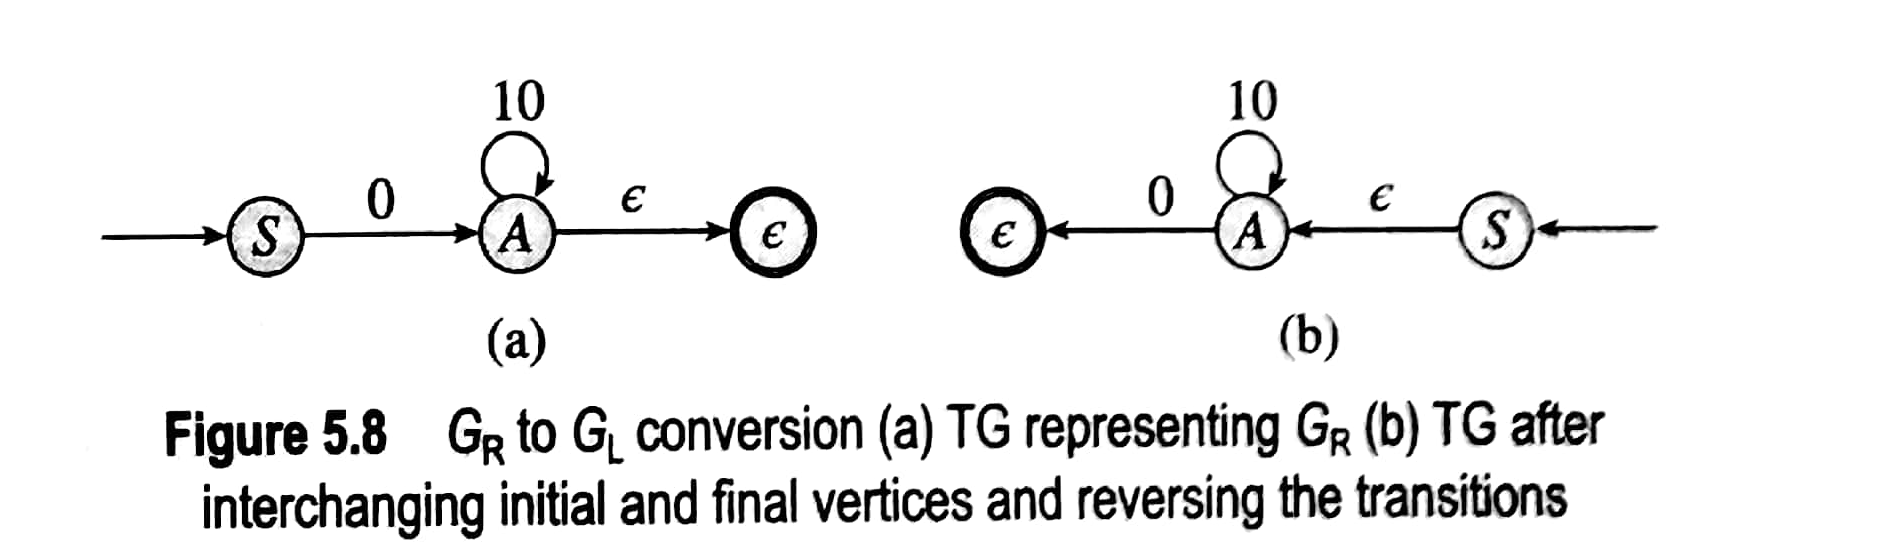 10 10
0 ϵ 0 ϵ
S A ϵ ϵ A S
(a) (b)
Figure 5.8 G_R to G_L conversion (a) TG representing G_R (b) TG after
interchanging initial and final vertices and reversing the transitions